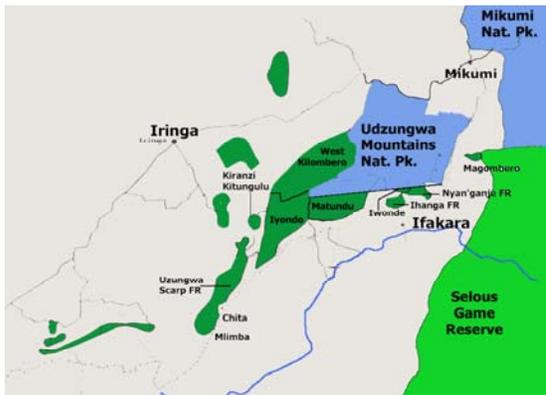 Mikumi
Nat. Pk.
Mikumi
Iringa
Udzungwa
Mountains
Nat. Pk.
West
Kilombero
Kiranzi
Kitungulu
Magombero
Nyan'ganje FR
Ihanga FR
Iwonde
Matundu
Iyondo
Ifakara
Uzungwa
Scarp FR
Selous
Game
Reserve
Chita
Mlimba